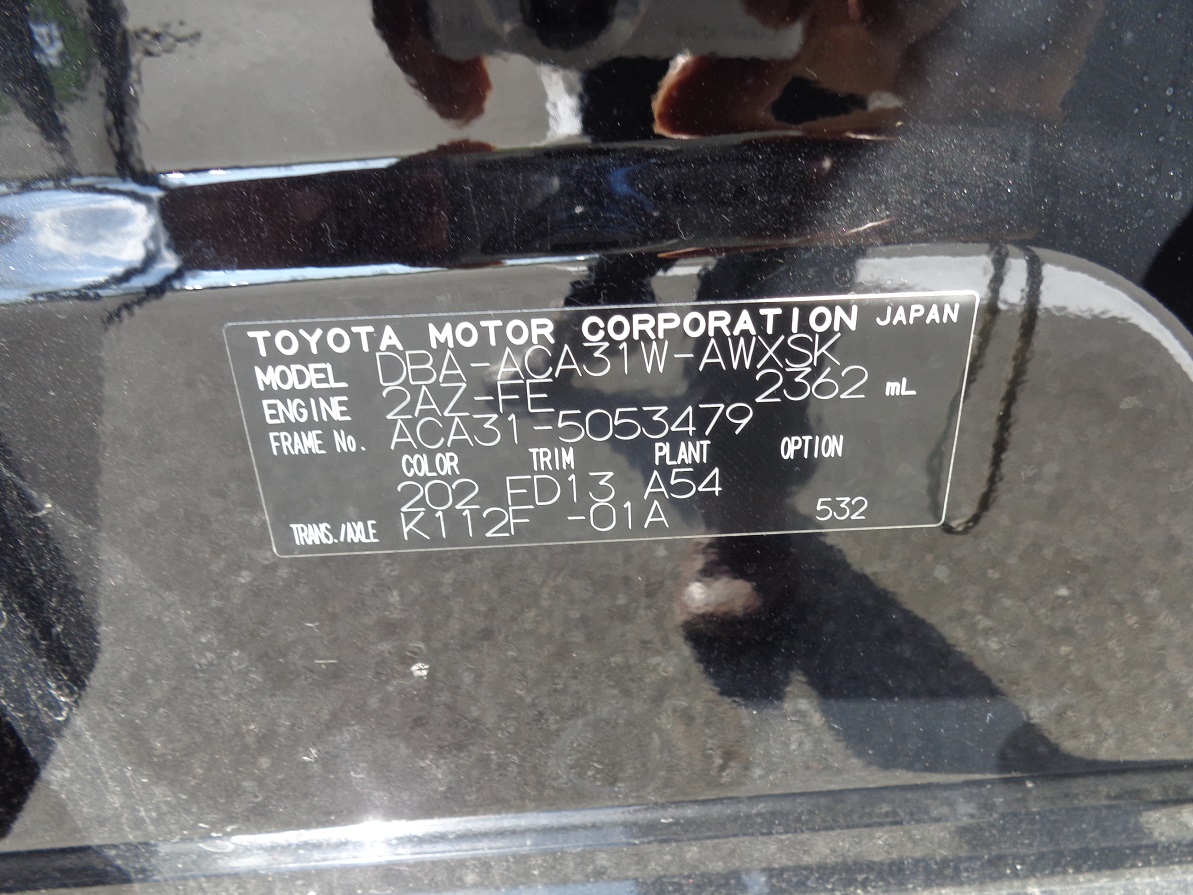 TOYOTA MOTOR CORPORATION JAPAN
MODEL DBA-ACA31W-AWXSK
ENGINE 2AZ-FE 2362 mL
FRAME No. ACA31-5053479
COLOR TRIM PLANT OPTION
202 FD13 A54
TRANS./AXLE K112F -01A 532